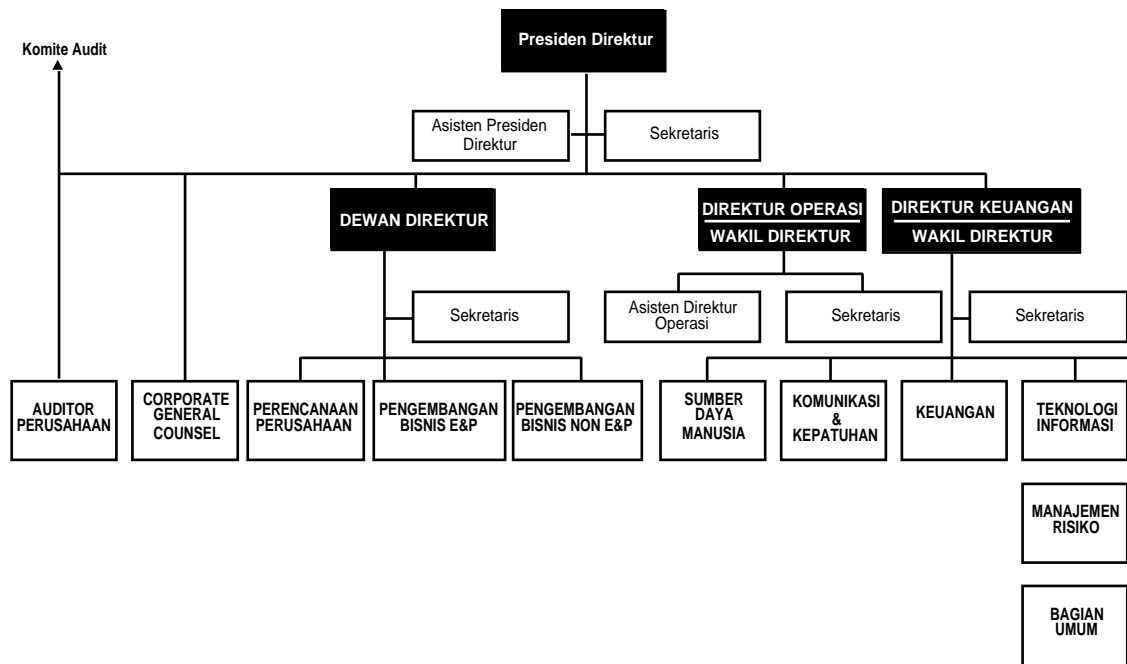 Presiden Direktur
Komite Audit
Asisten Presiden
Direktur
Sekretaris
DEWAN DIREKTUR
DIREKTUR OPERASI
WAKIL DIREKTUR
DIREKTUR KEUANGAN
WAKIL DIREKTUR
Sekretaris
Asisten Direktur
Operasi
Sekretaris
Sekretaris
AUDITOR
PERUSAHAAN
CORPORATE
GENERAL
COUNSEL
PERENCANAAN
PERUSAHAAN
PENGEMBANGAN
BISNIS E&P
PENGEMBANGAN
BISNIS NON E&P
SUMBER
DAYA
MANUSIA
KOMUNIKASI
&
KEPATUHAN
KEUANGAN
TEKNOLOGI
INFORMASI
MANAJEMEN
RISIKO
BAGIAN
UMUM